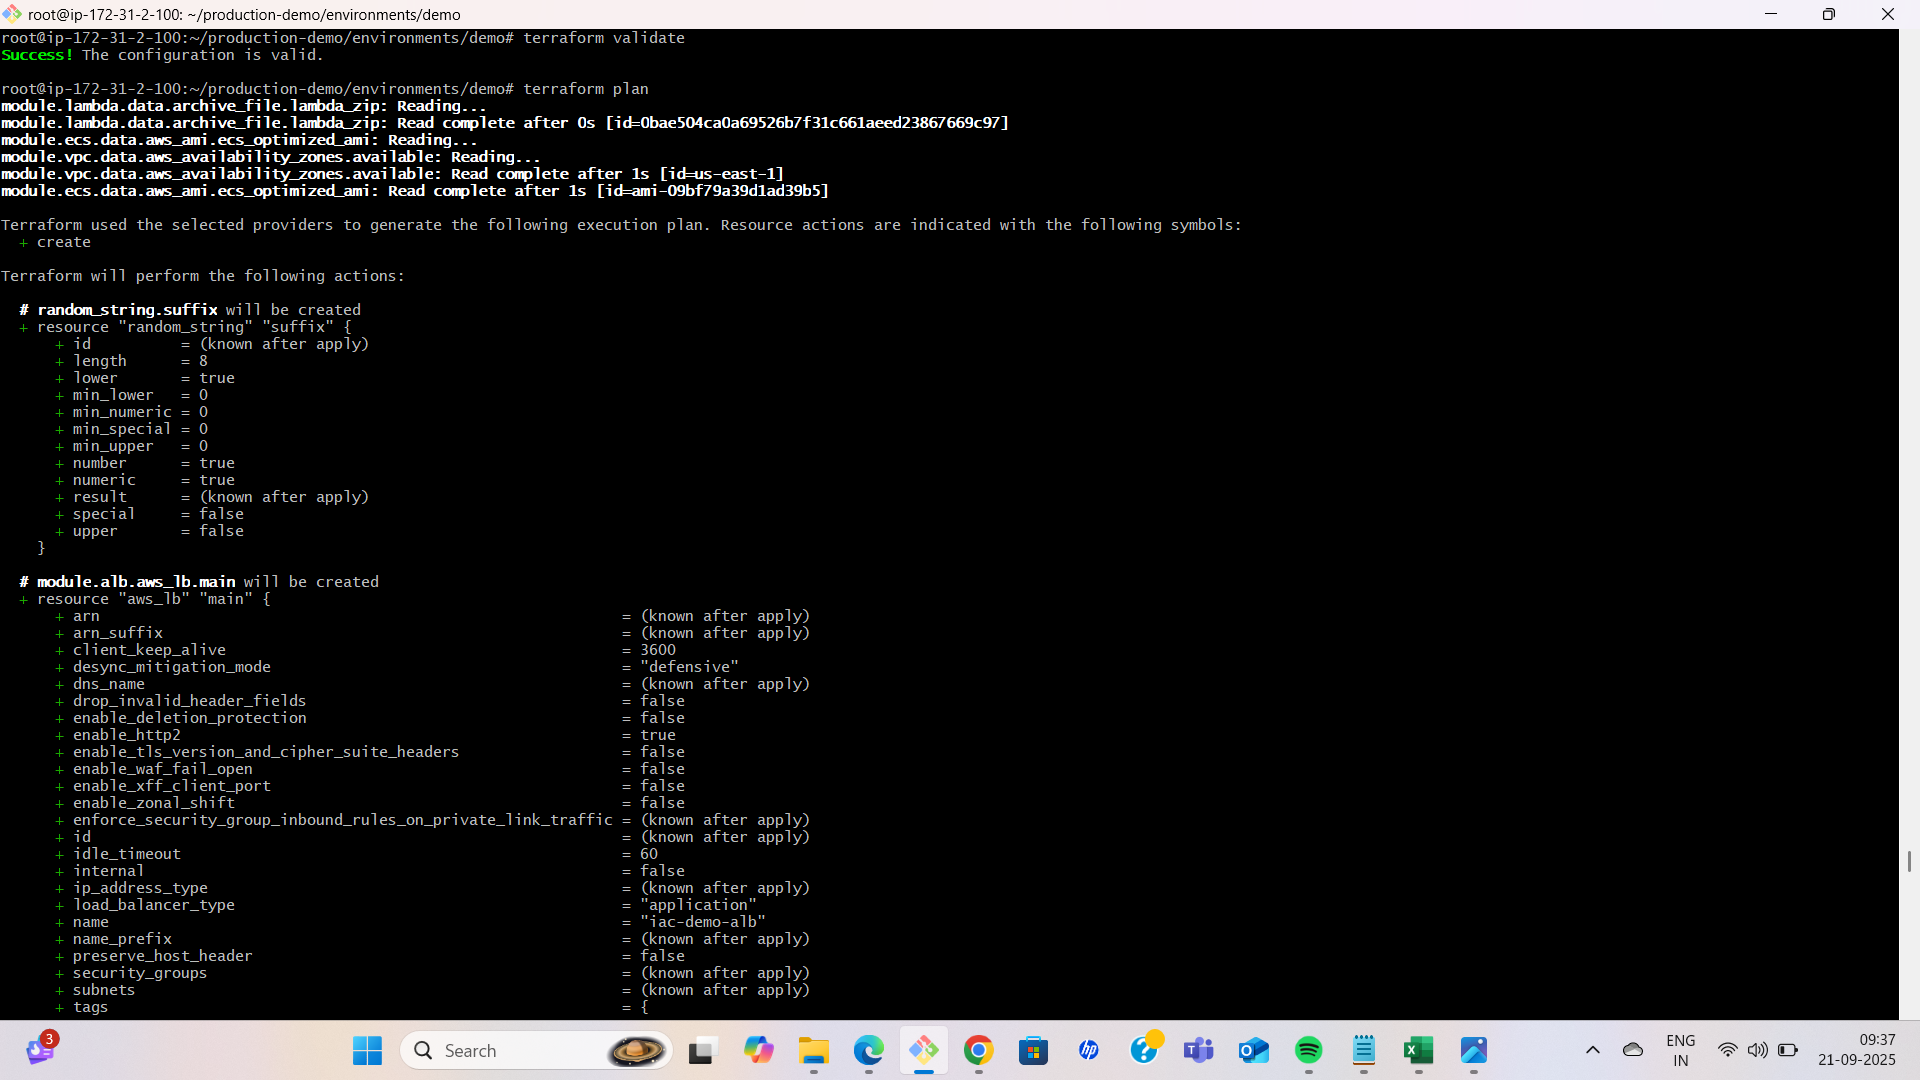 root@ip-172-31-2-100: ~/production-demo/environments/demo
root@ip-172-31-2-100:~/production-demo/environments/demo# terraform validate
Success! The configuration is valid.
root@ip-172-31-2-100:~/production-demo/environments/demo# terraform plan
module.lambda.data.archive_file.lambda_zip: Reading...
module.lambda.data.archive_file.lambda_zip: Read complete after 0s [id=0bae504ca0a69526b7f31c661aeed23867669c97]
module.ecs.data.aws_ami.ecs_optimized_ami: Reading...
module.vpc.data.aws_availability_zones.available: Reading...
module.vpc.data.aws_availability_zones.available: Read complete after 1s [id=us-east-1]
module.ecs.data.aws_ami.ecs_optimized_ami: Read complete after 1s [id=ami-09bf79a39d1ad39b5]
Terraform used the selected providers to generate the following execution plan. Resource actions are indicated with the following symbols:
+ create
Terraform will perform the following actions:
# random_string.suffix will be created
+ resource "random_string" "suffix" {
+ id = (known after apply)
+ length = 8
+ lower = true
+ min_lower = 0
+ min_numeric = 0
+ min_special = 0
+ min_upper = 0
+ number = true
+ numeric = true
+ result = (known after apply)
+ special = false
+ upper = false
}
# module.alb.aws_lb.main will be created
+ resource "aws_lb" "main" {
+ arn = (known after apply)
+ arn_suffix = (known after apply)
+ client_keep_alive = 3600
+ desync_mitigation_mode = "defensive"
+ dns_name = (known after apply)
+ drop_invalid_header_fields = false
+ enable_deletion_protection = false
+ enable_http2 = true
+ enable_tls_version_and_cipher_suite_headers = false
+ enable_waf_fail_open = false
+ enable_xff_client_port = false
+ enable_zonal_shift = false
+ enforce_security_group_inbound_rules_on_private_link_traffic = (known after apply)
+ id = (known after apply)
+ idle_timeout = 60
+ internal = false
+ ip_address_type = (known after apply)
+ load_balancer_type = "application"
+ name = "iac-demo-alb"
+ name_prefix = (known after apply)
+ preserve_host_header = false
+ security_groups = (known after apply)
+ subnets = (known after apply)
+ tags = {
3
Search
hp
ENG
IN
09:37
21-09-2025